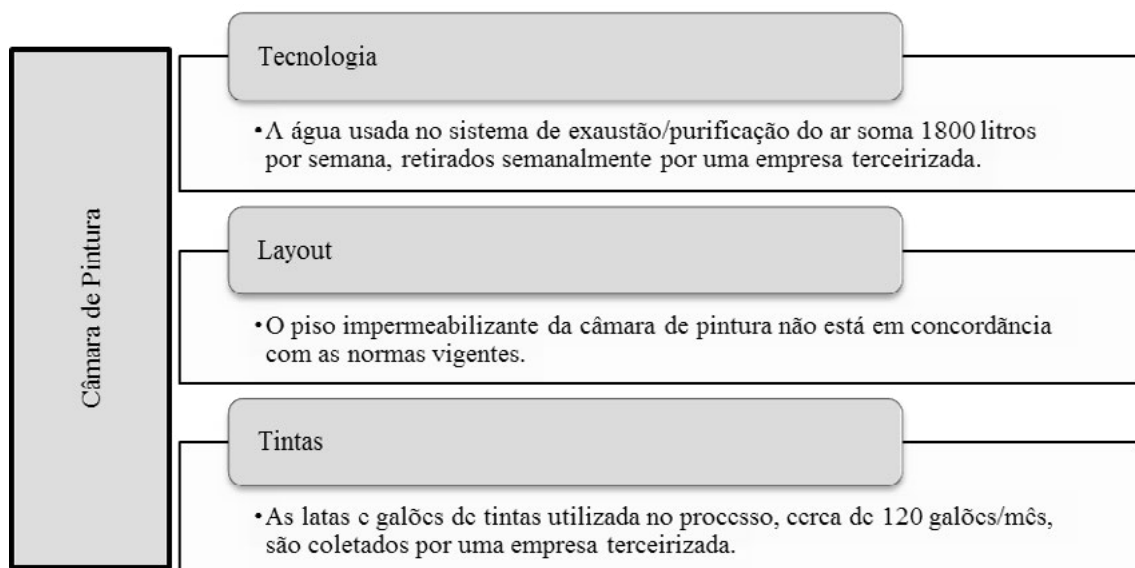 Câmara de Pintura
Tecnologia
•A água usada no sistema de exaustão/purificação do ar soma 1800 litros
por semana, retirados semanalmente por uma empresa terceirizada.
Layout
•O piso impermeabilizante da câmara de pintura não está em concordãncia
com as normas vigentes.
Tintas
•As latas e galões de tintas utilizada no processo, cerca de 120 galões/mês,
são coletados por uma empresa terceirizada.